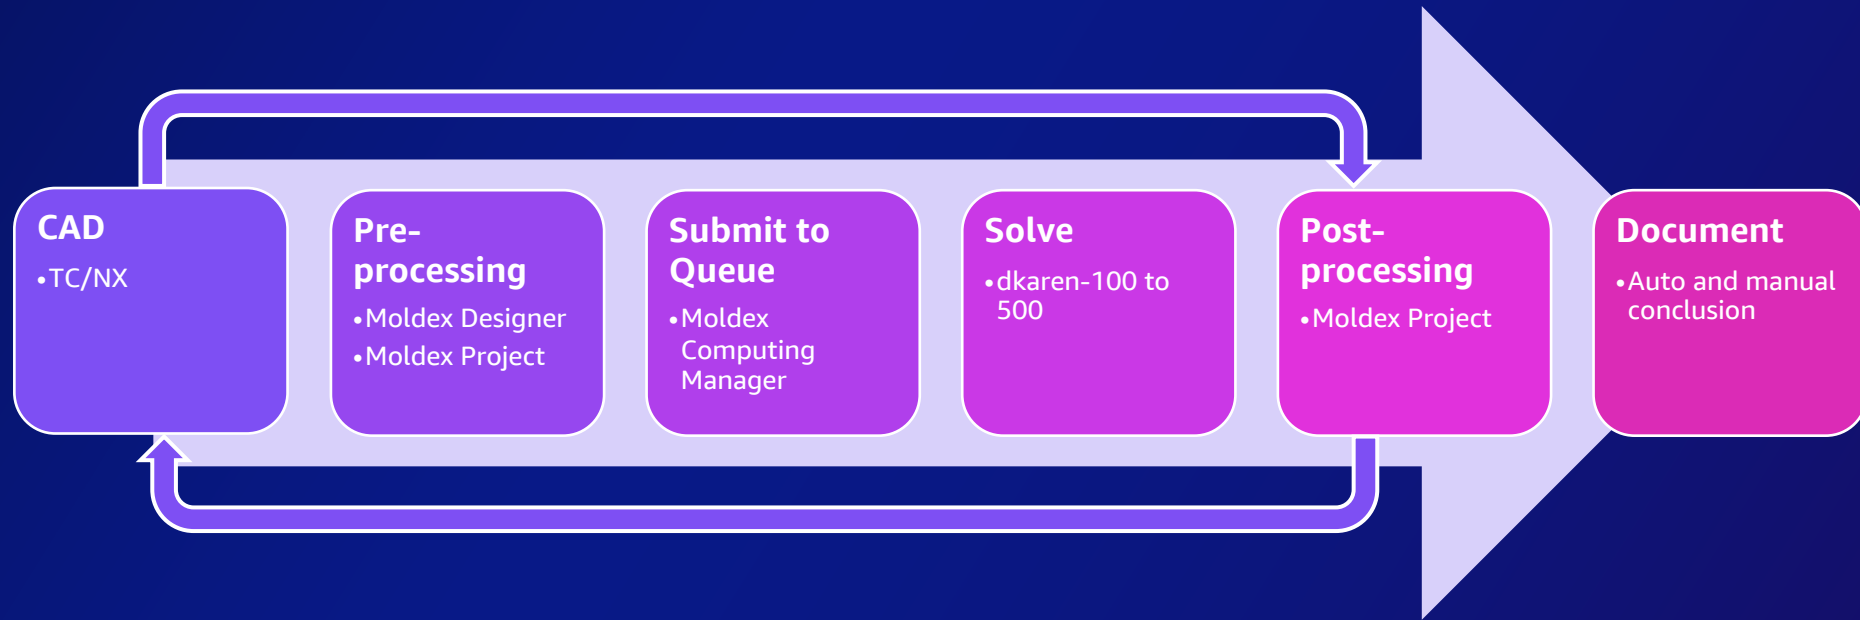 CAD
•TC/NX
Pre-
processing
•Moldex Designer
•Moldex Project
Submit to
Queue
•Moldex
Computing
Manager
Solve
•dkaren-100 to
500
Post-
processing
•Moldex Project
Document
•Auto and manual
conclusion